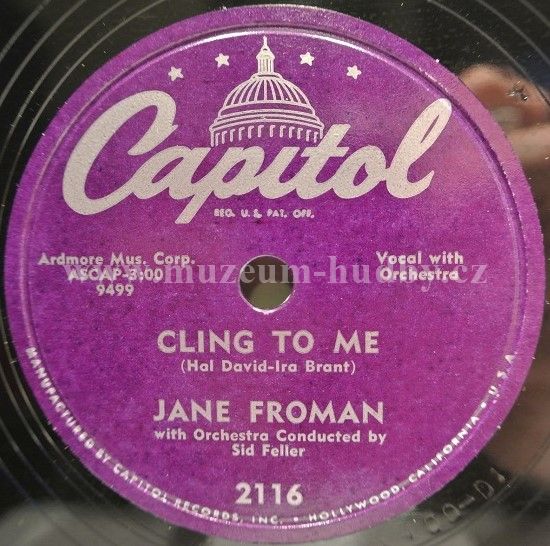 Capitol
REG. U.S. PAT. OFF.
Ardmore Mus. Corp.
ASCAP-3:00
9499
Vocal with
Orchestra
www.muzeum-hudby.cz
CLING TO ME
(Hal David-Ira Brant)
JANE FROMAN
with Orchestra Conducted by
Sid Feller
2116
MANUFACTURED BY CAPITOL RECORDS, INC. • HOLLYWOOD, CALIFORNIA • U.S.A.